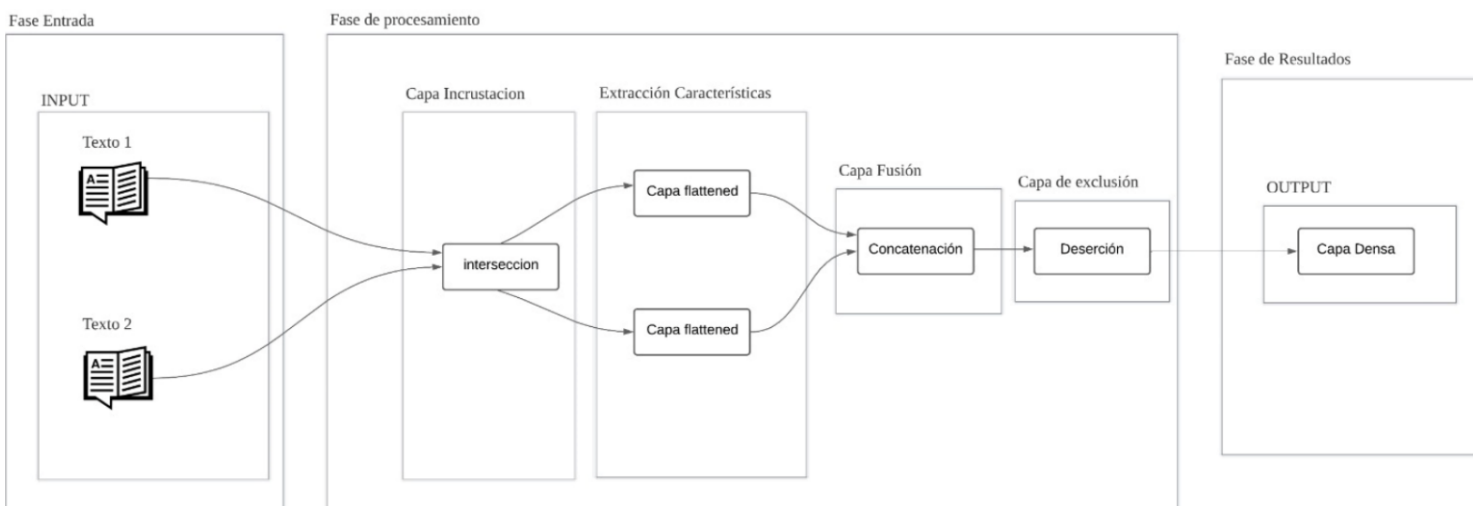 Fase Entrada
INPUT
Texto 1
A
Texto 2
A
Fase de procesamiento
Capa Incrustacion
interseccion
Extracción Características
Capa flattened
Capa flattened
Capa Fusión
Concatenación
Capa de exclusión
Deserción
Fase de Resultados
OUTPUT
Capa Densa